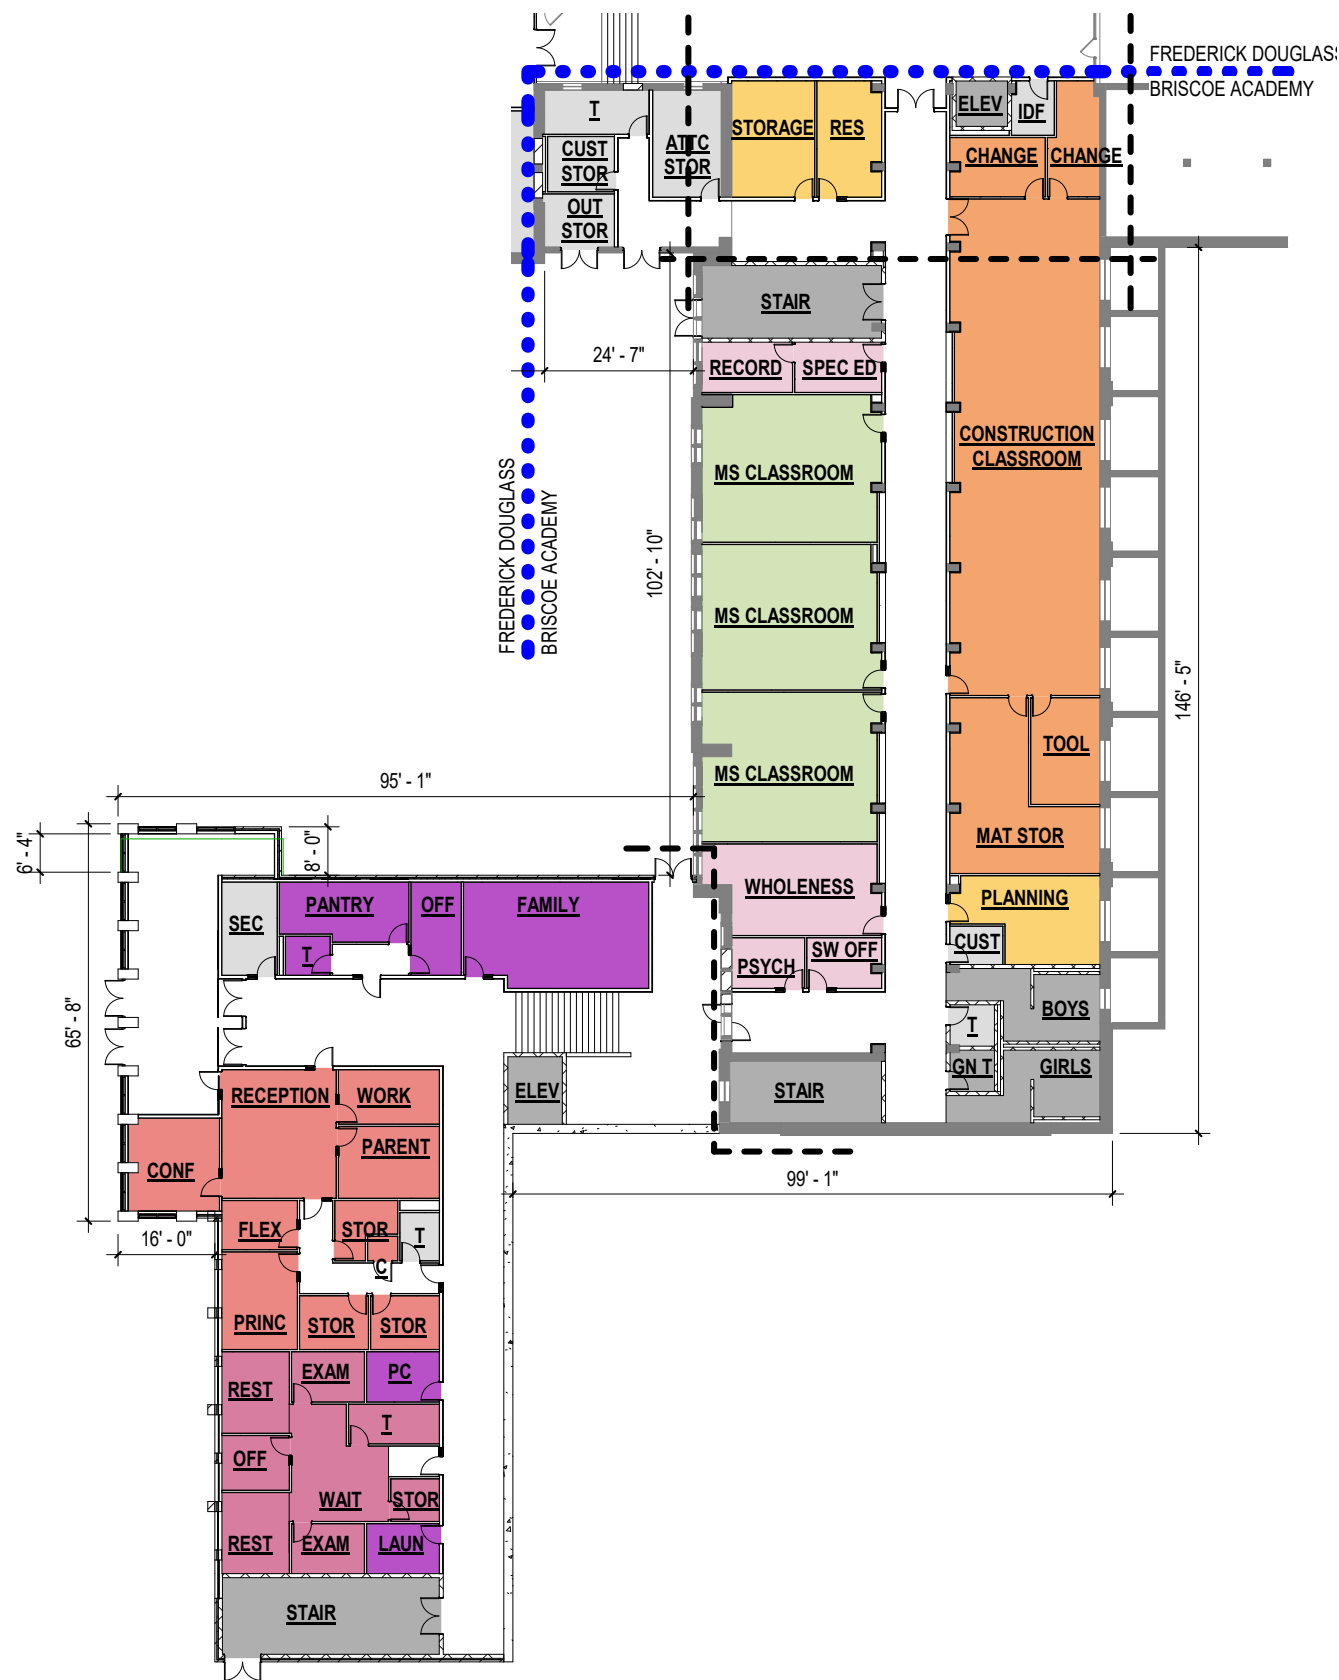 FREDERICK DOUGLASS
BRISCOE ACADEMY
T
CUST
STOR
OUT
STOR
ATTC
STOR
STORAGE
RES
ELEV
IDF
CHANGE
CHANGE
STAIR
24' - 7"
RECORD
SPEC ED
CONSTRUCTION
CLASSROOM
MS CLASSROOM
FREDERICK DOUGLASS
BRISCOE ACADEMY
102' - 10"
MS CLASSROOM
146' - 5"
MS CLASSROOM
TOOL
MAT STOR
95' - 1"
6' - 4"
8' - 0"
65' - 8"
SEC
PANTRY
OFF
FAMILY
T
WHOLENESS
PLANNING
CUST
PSYCH
SW OFF
BOYS
T
GN T
GIRLS
STAIR
ELEV
RECEPTION
WORK
PARENT
CONF
99' - 1"
16' - 0"
FLEX
STOR
T
C
PRINC
STOR
STOR
REST
EXAM
PC
T
OFF
WAIT
STOR
REST
EXAM
LAUN
STAIR